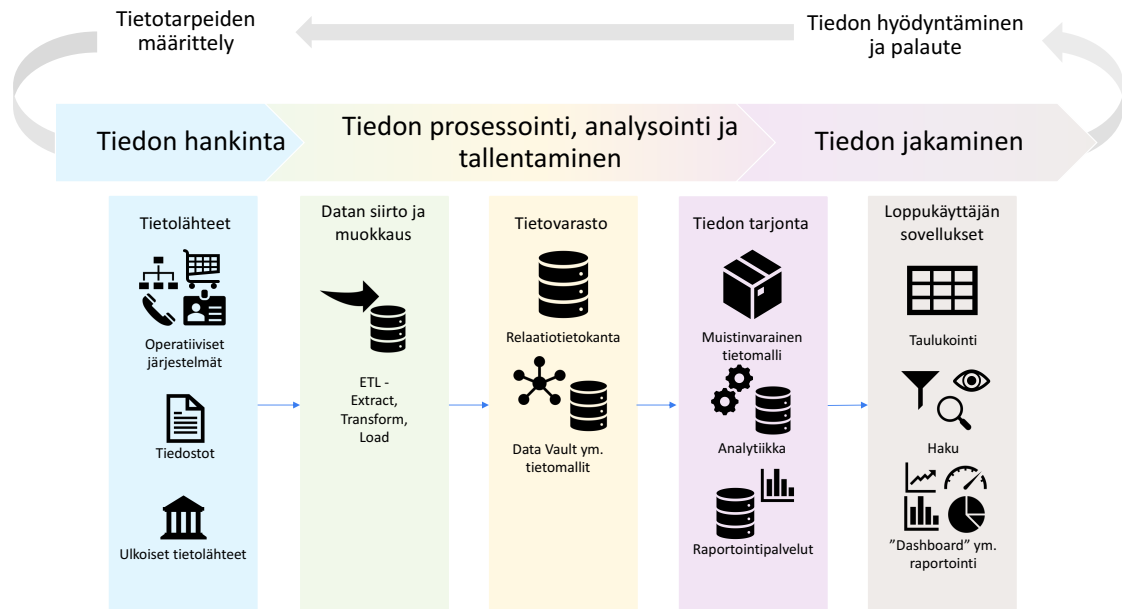 Tietotarpeiden
määrittely
Tiedon hyödyntäminen
ja palaute
Tiedon hankinta
Tiedon prosessointi, analysointi ja
tallentaminen
Tiedon jakaminen
Tietolähteet
Operatiiviset
järjestelmät
Tiedostot
Ulkoiset tietolähteet
Datan siirto ja
muokkaus
ETL -
Extract,
Transform,
Load
Tietovarasto
Relaatiotietokanta
Data Vault ym.
tietomallit
Tiedon tarjonta
Muistinvarainen
tietomalli
Analytiikka
Raportointipalvelut
Loppukäyttäjän
sovellukset
Taulukointi
Haku
”Dashboard” ym.
raportointi